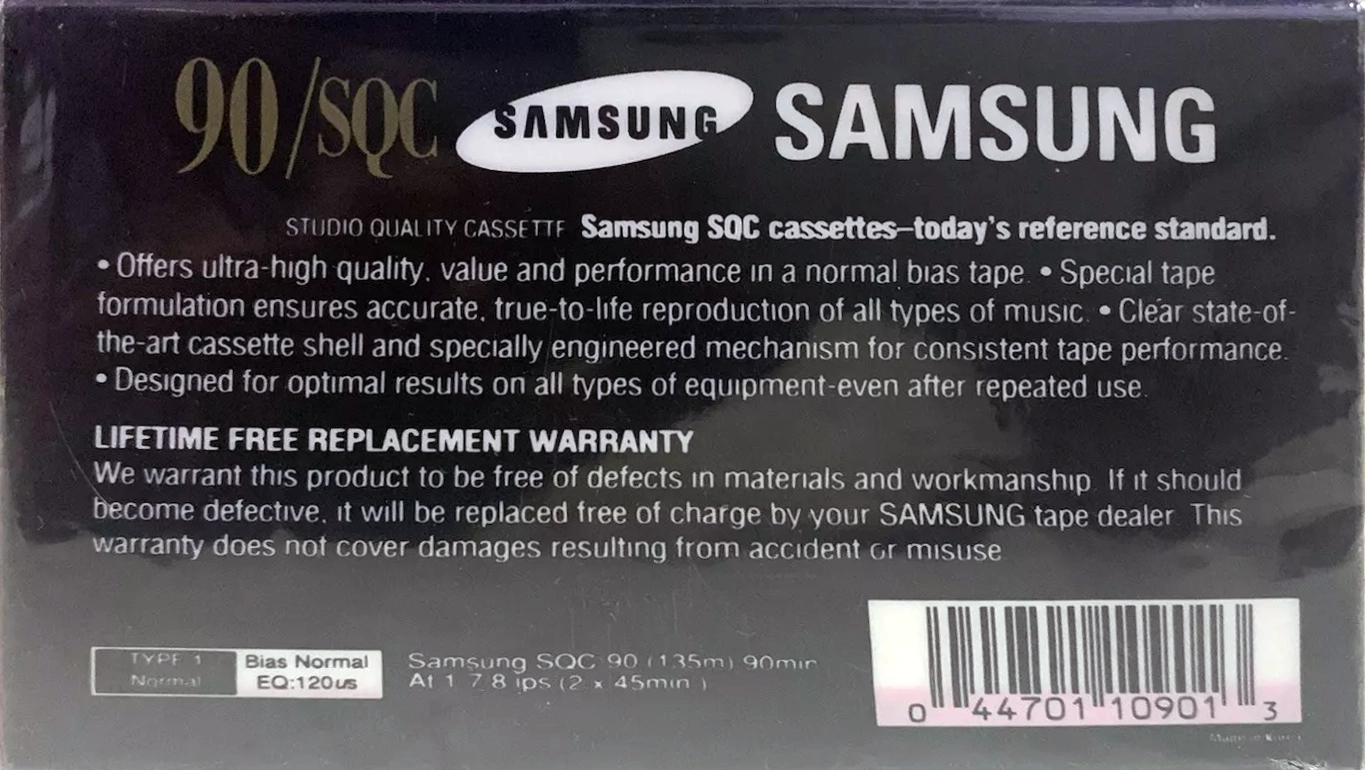 90/SQC SAMSUNG SAMSUNG
STUDIO QUALITY CASSETTE Samsung SQC cassettes–today's reference standard.
• Offers ultra-high quality, value and performance in a normal bias tape. • Special tape
formulation ensures accurate, true-to-life reproduction of all types of music. • Clear state-of-
the-art cassette shell and specially engineered mechanism for consistent tape performance.
• Designed for optimal results on all types of equipment-even after repeated use.
LIFETIME FREE REPLACEMENT WARRANTY
We warrant this product to be free of defects in materials and workmanship. If it should
become defective, it will be replaced free of charge by your SAMSUNG tape dealer. This
warranty does not cover damages resulting from accident or misuse
TYPE 1 Bias Normal Samsung SQC 90 (135m) 90min
Normal EQ:120us At 1 7 8 ips (2 x 45min)
0 44701 10901 3
Made in Korea